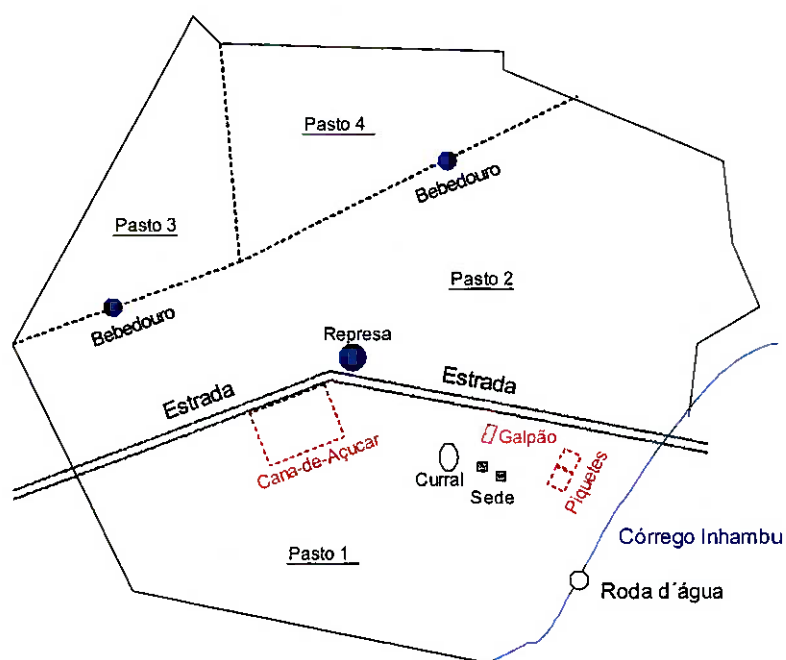 Pasto 4
Bebedouro
Pasto 3
Pasto 2
Bebedouro
Represa
Estrada
Estrada
Galpão
Cana-de-Açucar
Curral
Sede
Piquetes
Córrego Inhambu
Pasto 1
Roda d´água